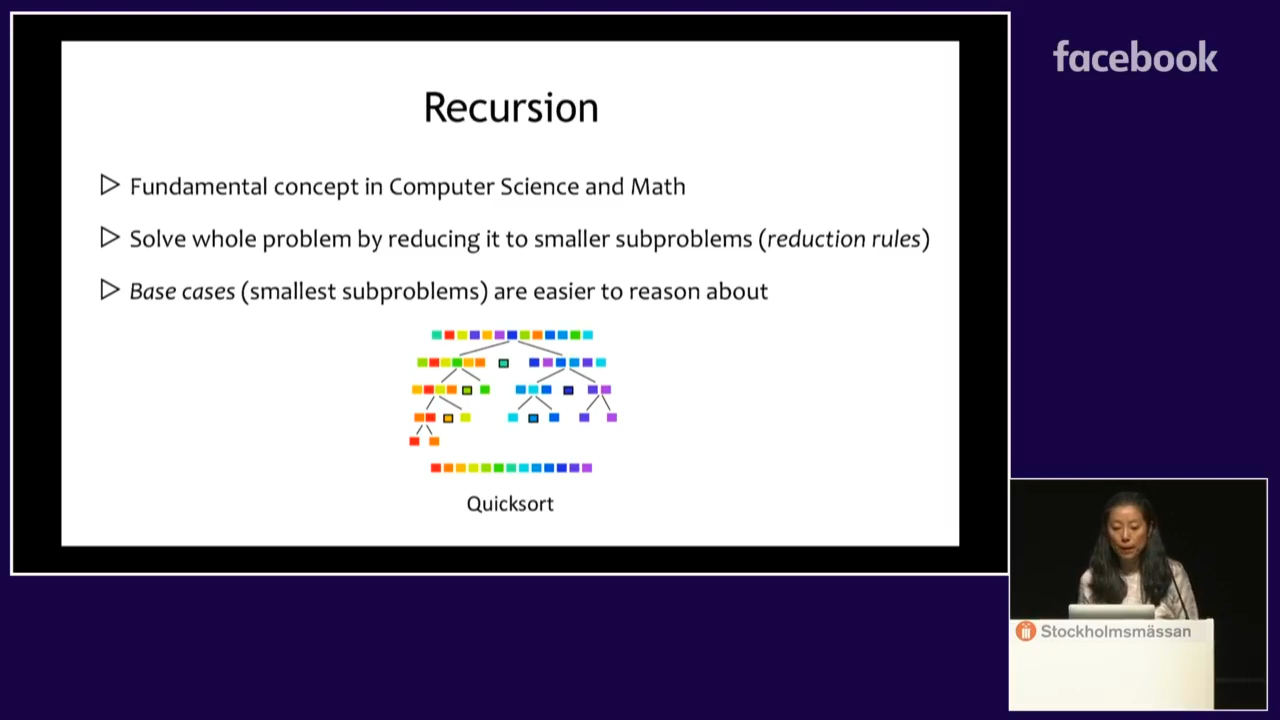 facebook
Recursion
Fundamental concept in Computer Science and Math
Solve whole problem by reducing it to smaller subproblems (reduction rules)
Base cases (smallest subproblems) are easier to reason about
Quicksort
Stockholmsmässan